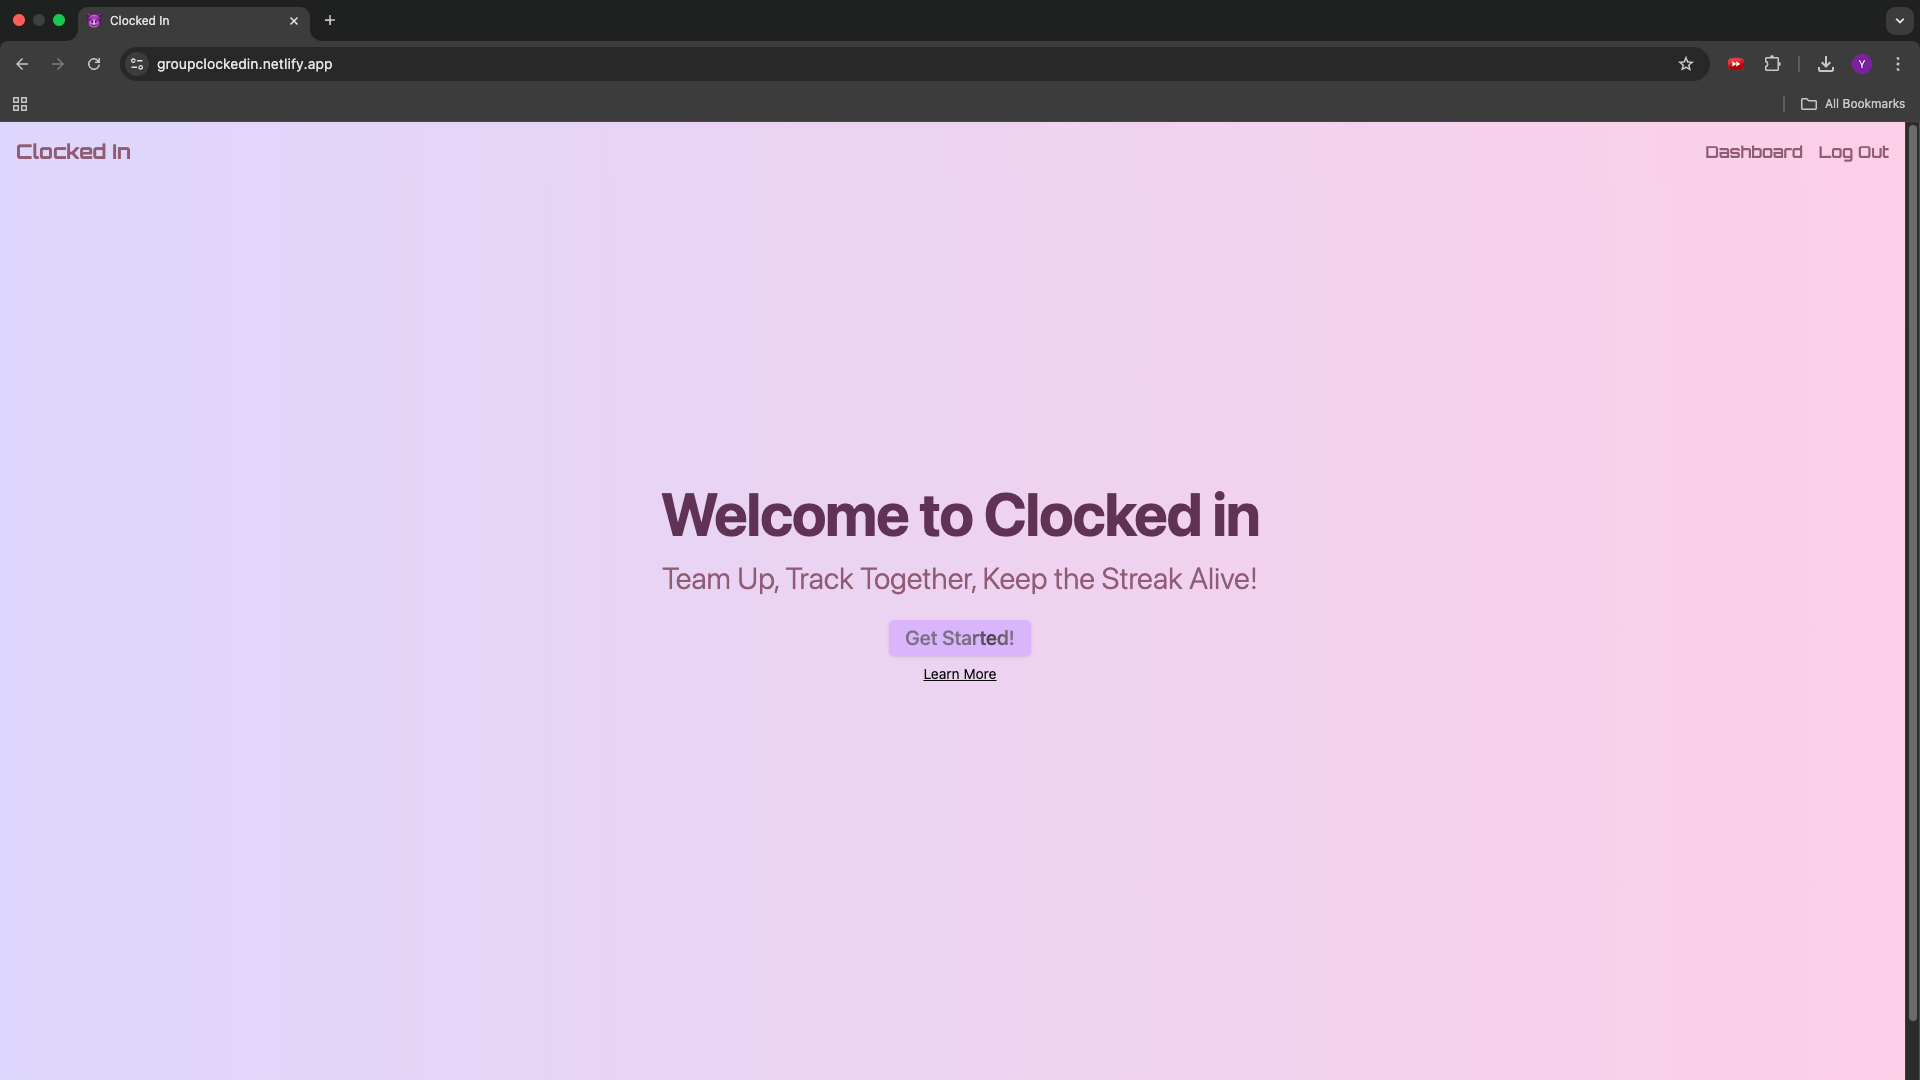 Clocked In
groupclockedin.netlify.app
Y
All Bookmarks
Clocked In
Dashboard Log Out
Welcome to Clocked in
Team Up, Track Together, Keep the Streak Alive!
Get Started!
Learn More